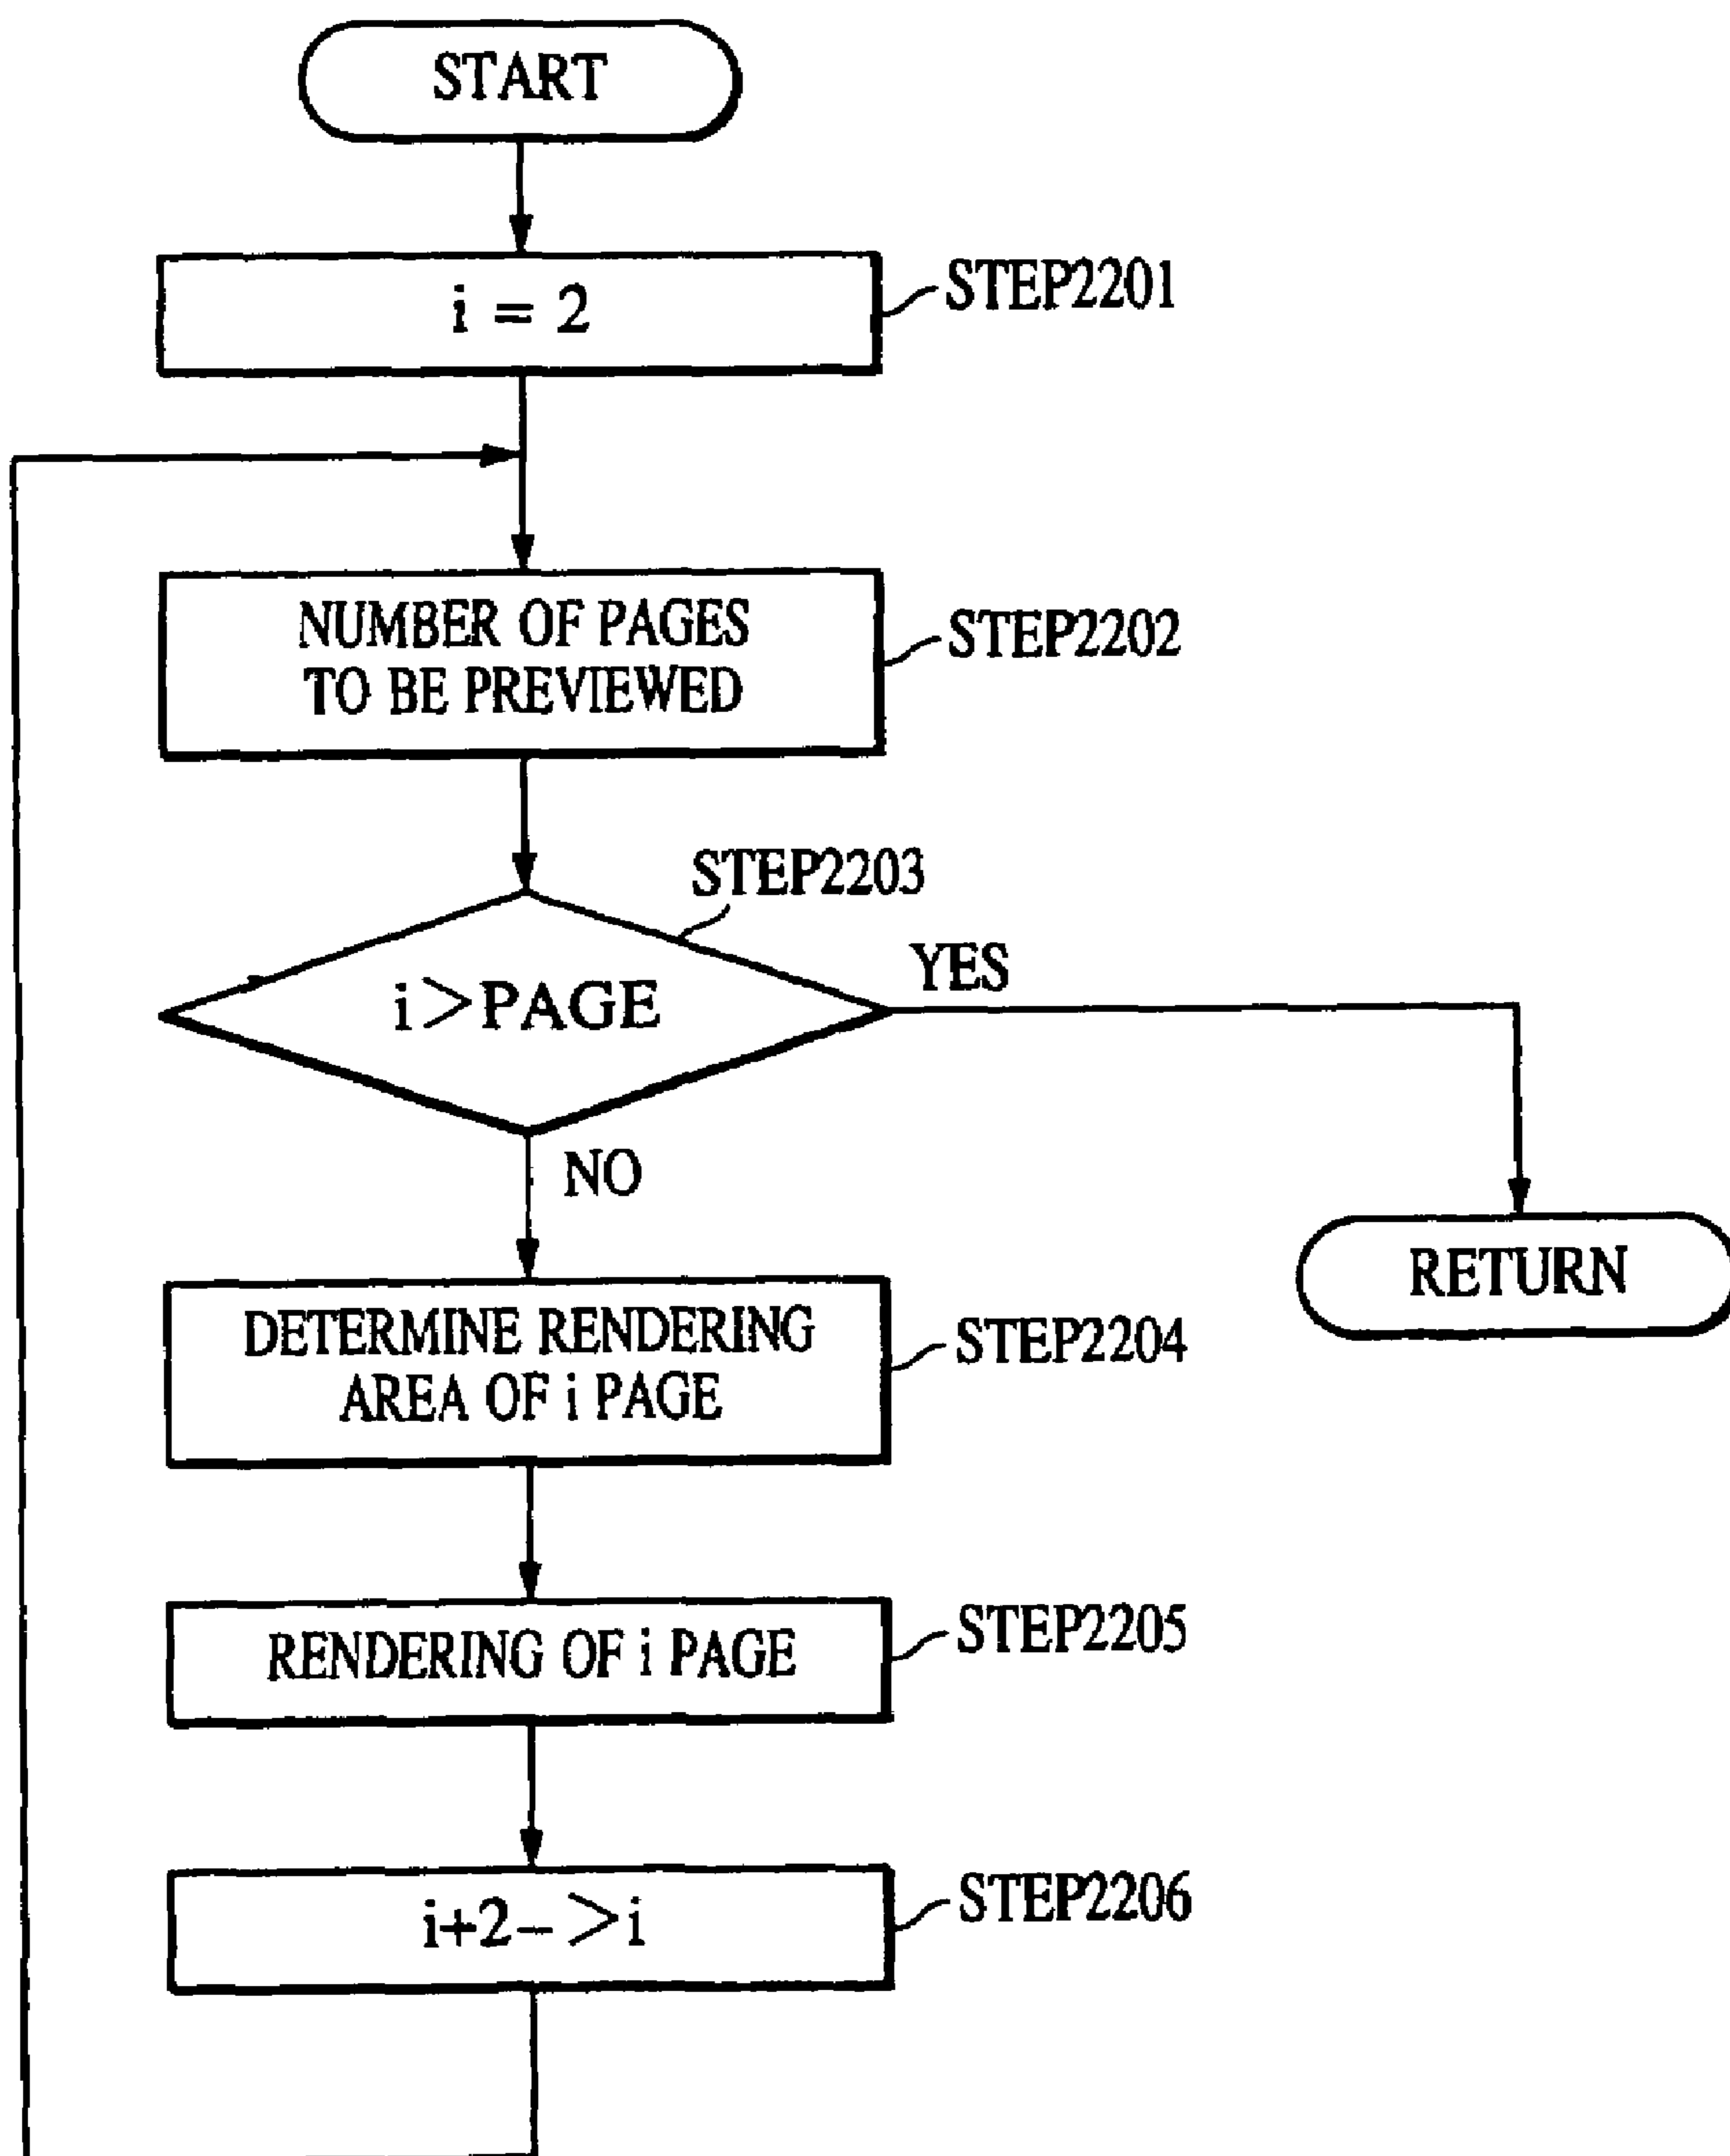 START
i = 2
STEP2201
NUMBER OF PAGES
TO BE PREVIEWED
STEP2202
STEP2203
i>PAGE
YES
NO
RETURN
DETERMINE RENDERING
AREA OF i PAGE
STEP2204
RENDERING OF i PAGE
STEP2205
i+2->i
STEP2206